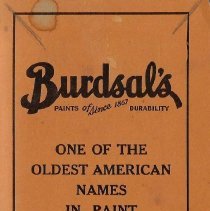 Burdsal's
PAINTS of Since 1867 DURABILITY
ONE OF THE
OLDEST AMERICAN
NAMES
IN PAINT